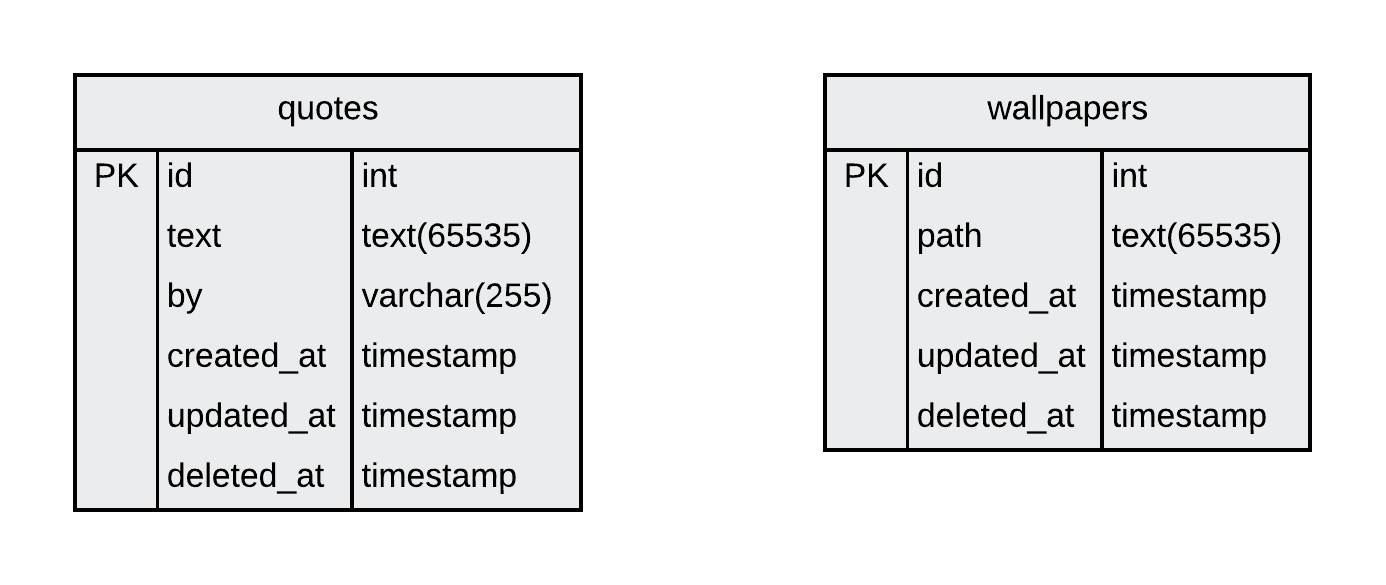 quotes
PK id int
text text(65535)
by varchar(255)
created_at timestamp
updated_at timestamp
deleted_at timestamp
wallpapers
PK id int
path text(65535)
created_at timestamp
updated_at timestamp
deleted_at timestamp